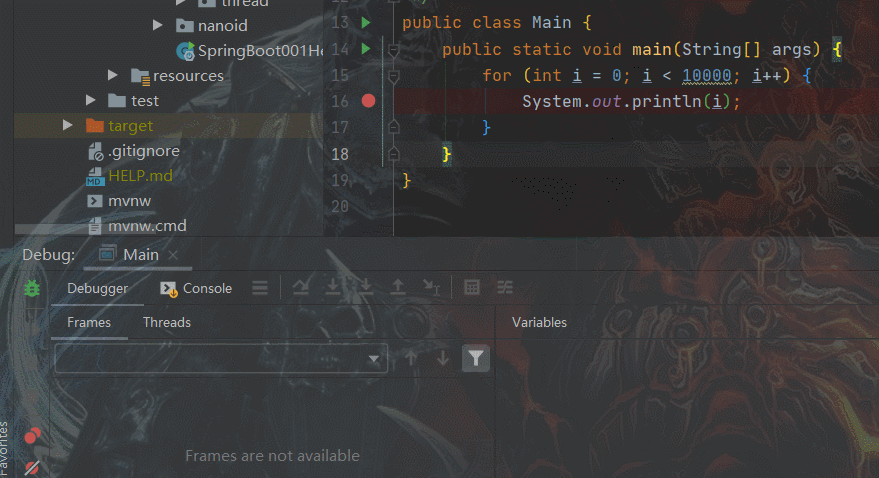 thread
nanoid
SpringBoot001He
resources
test
target
.gitignore
HELP.md
mvnw
mvnw.cmd
13 public class Main {
14 public static void main(String[] args) {
15 for (int i = 0; i < 10000; i++) {
16 System.out.println(i);
17 }
18 }
19 }
20
Debug: Main
Debugger Console
Frames Threads Variables
Frames are not available
Favorites